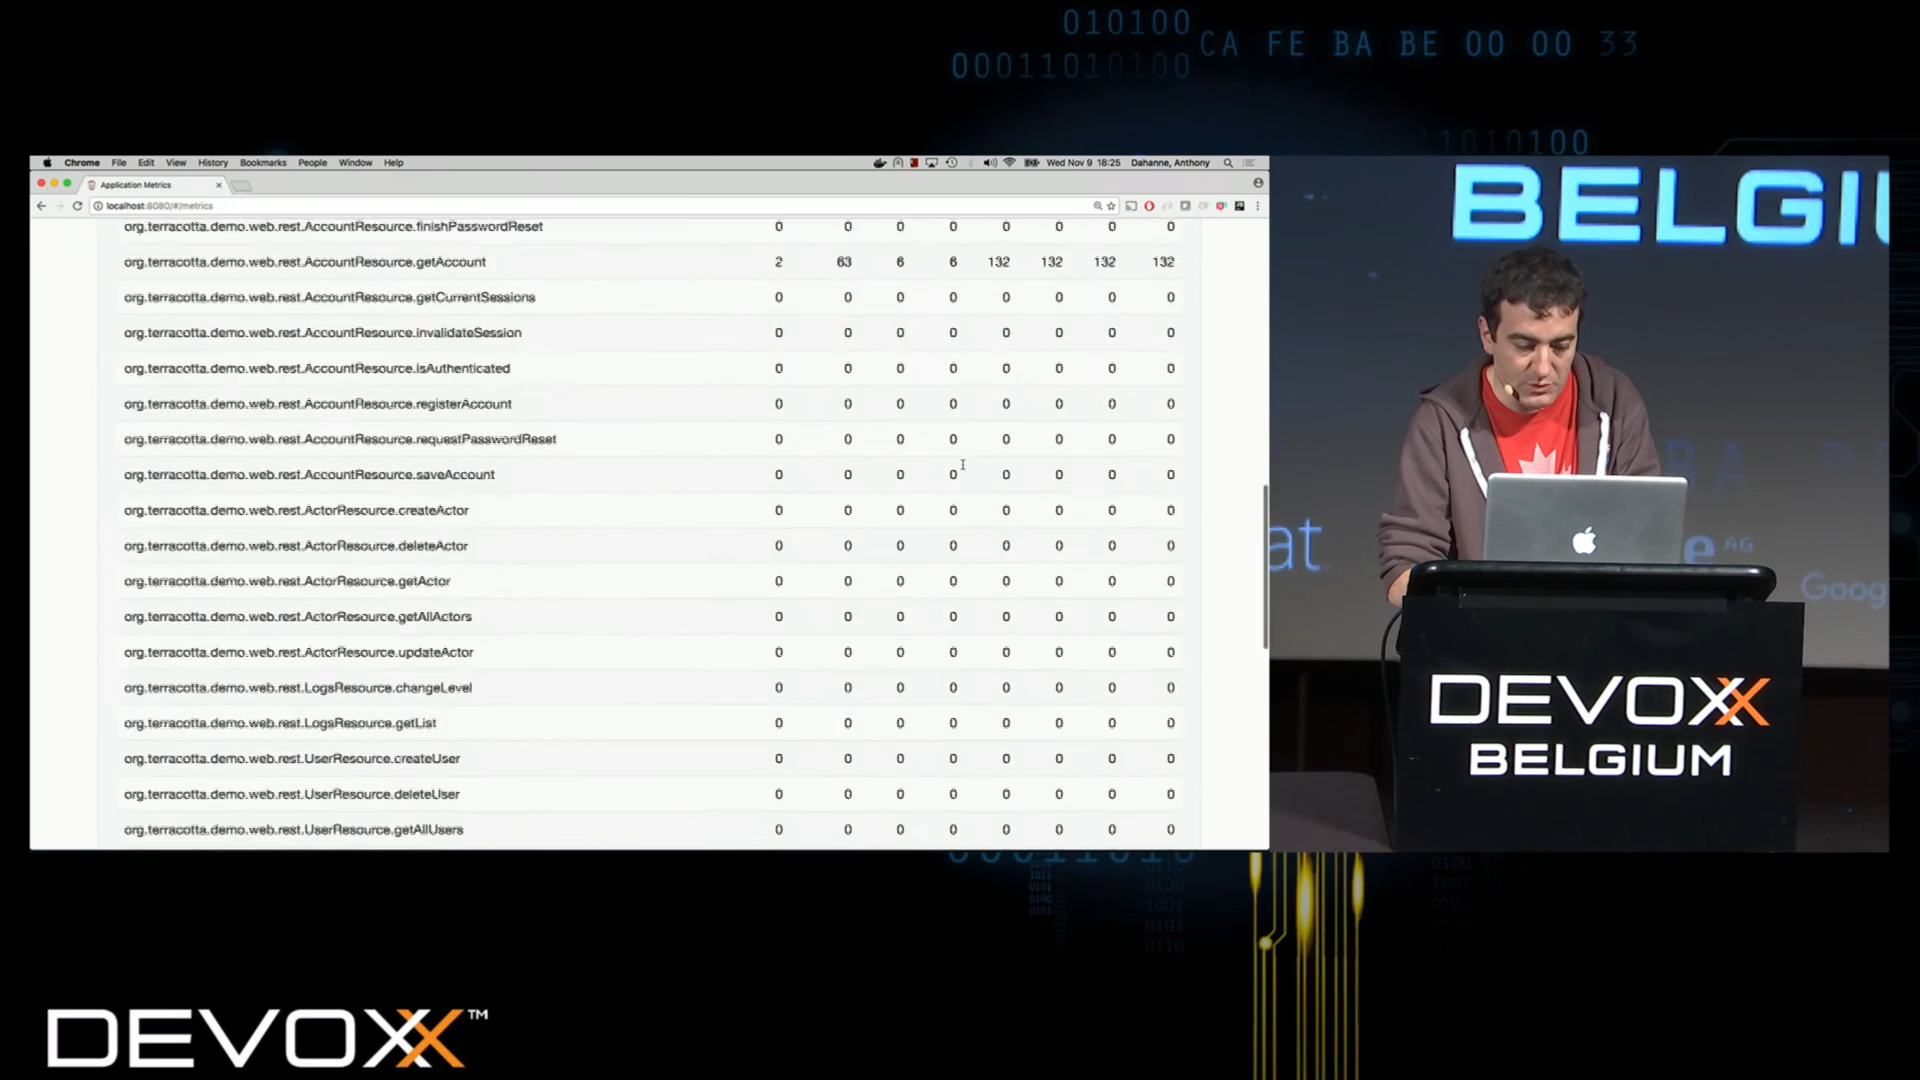 010100
CA FE BA BE 00 00 33
00011010100
1010100
Chrome File Edit View History Bookmarks People Window Help Wed Nov 9 18:25 Dahanne, Anthony
Application Metrics
localhost:8080/#/metrics
org.terracotta.demo.web.rest.AccountResource.finishPasswordReset 0 0 0 0 0 0 0 0
org.terracotta.demo.web.rest.AccountResource.getAccount 2 63 6 6 132 132 132 132
org.terracotta.demo.web.rest.AccountResource.getCurrentSessions 0 0 0 0 0 0 0 0
org.terracotta.demo.web.rest.AccountResource.invalidateSession 0 0 0 0 0 0 0 0
org.terracotta.demo.web.rest.AccountResource.isAuthenticated 0 0 0 0 0 0 0 0
org.terracotta.demo.web.rest.AccountResource.registerAccount 0 0 0 0 0 0 0 0
org.terracotta.demo.web.rest.AccountResource.requestPasswordReset 0 0 0 0 0 0 0 0
org.terracotta.demo.web.rest.AccountResource.saveAccount 0 0 0 0 0 0 0 0
org.terracotta.demo.web.rest.ActorResource.createActor 0 0 0 0 0 0 0 0
org.terracotta.demo.web.rest.ActorResource.deleteActor 0 0 0 0 0 0 0 0
org.terracotta.demo.web.rest.ActorResource.getActor 0 0 0 0 0 0 0 0
org.terracotta.demo.web.rest.ActorResource.getAllActors 0 0 0 0 0 0 0 0
org.terracotta.demo.web.rest.ActorResource.updateActor 0 0 0 0 0 0 0 0
org.terracotta.demo.web.rest.LogsResource.changeLevel 0 0 0 0 0 0 0 0
org.terracotta.demo.web.rest.LogsResource.getList 0 0 0 0 0 0 0 0
org.terracotta.demo.web.rest.UserResource.createUser 0 0 0 0 0 0 0 0
org.terracotta.demo.web.rest.UserResource.deleteUser 0 0 0 0 0 0 0 0
org.terracotta.demo.web.rest.UserResource.getAllUsers 0 0 0 0 0 0 0 0
BELGIU
BA
at
e AG
Goog
DEVOXX
BELGIUM
DEVOXX™